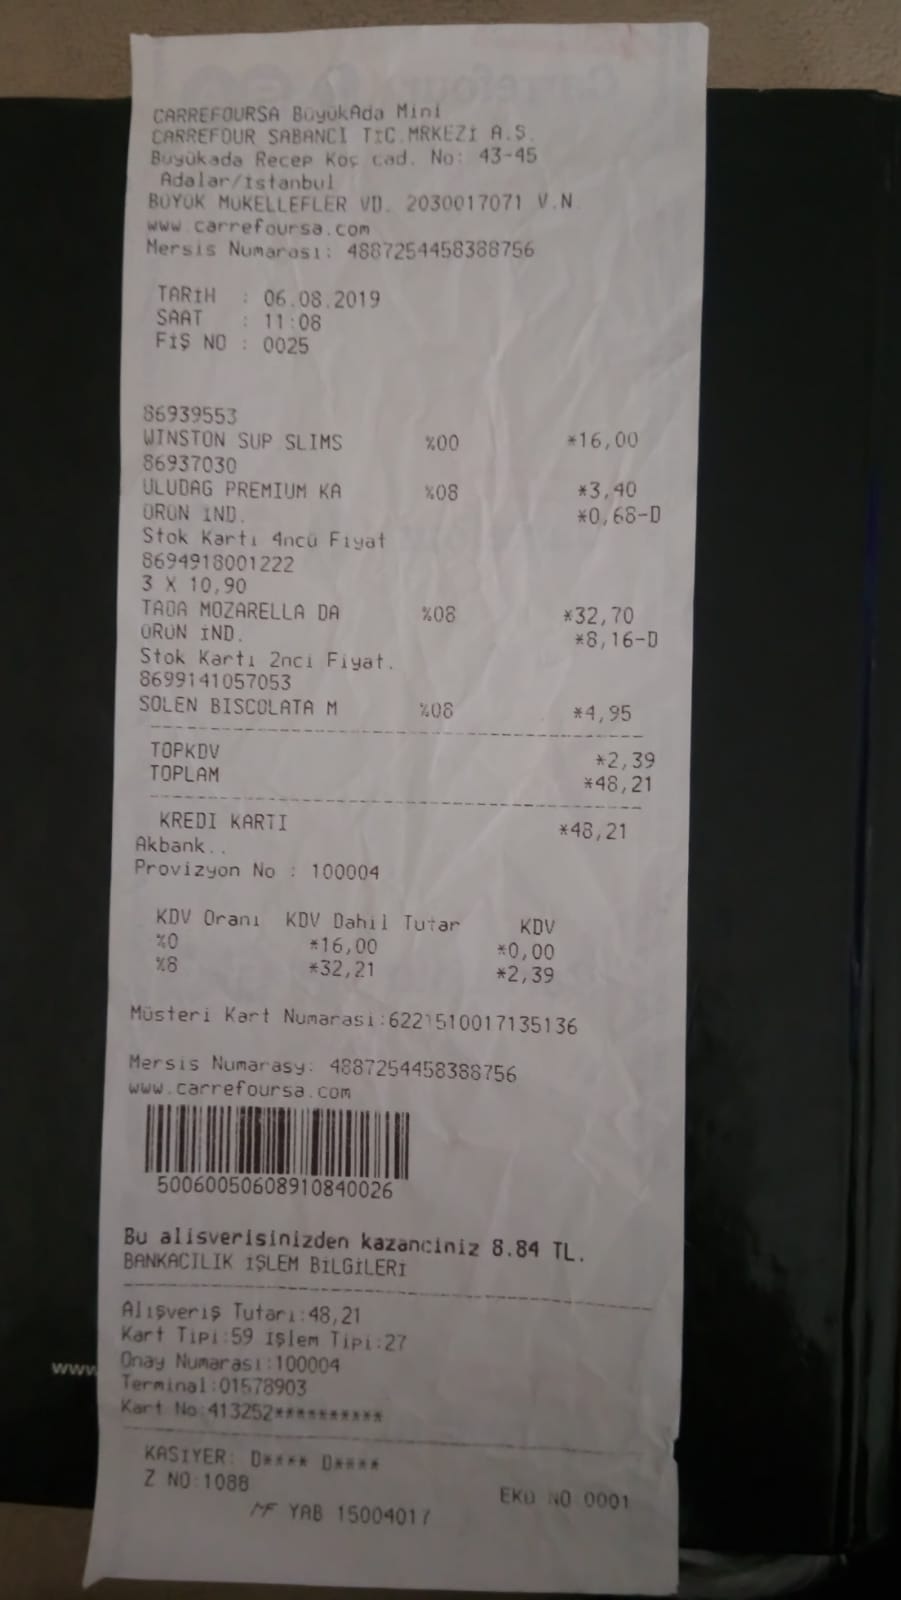 CARREFOURSA BüyükAda Mini
CARREFOUR SABANCI TİC.MRKEZİ A.Ş.
Büyükada Recep Koç cad. No: 43-45
Adalar/istanbul
BÜYÜK MÜKELLEFLER VD. 2030017071 V.N.
www.carrefoursa.com
Mersis Numarası: 4887254458388756
TARİH : 06.08.2019
SAAT : 11:08
FİŞ NO : 0025
86939553
WINSTON SUP SLIMS %00 *16,00
86937030
ULUDAG PREMIUM KA %08 *3,40
ÜRÜN İND. *0,68-D
Stok Kartı 4ncü Fiyat
8694918001222
3 X 10,90
TADA MOZARELLA DA %08 *32,70
ÜRÜN İND. *8,16-D
Stok Kartı 2nci Fiyat.
8699141057053
SOLEN BISCOLATA M %08 *4,95
TOPKDV *2,39
TOPLAM *48,21
KREDI KARTI *48,21
Akbank..
Provizyon No : 100004
KDV Oranı KDV Dahil Tutar KDV
%0 *16,00 *0,00
%8 *32,21 *2,39
Müsteri Kart Numarasi:6221510017135136
Mersis Numarasy: 4887254458388756
www.carrefoursa.com
50060050608910840026
Bu alisverisinizden kazanciniz 8.84 TL.
BANKACILIK İŞLEM BİLGİLERİ
Alışveriş Tutarı:48,21
Kart Tipi:59 İşlem Tipi:27
Onay Numarası:100004
Terminal:01578903
Kart No:413252**********
KASİYER: D**** D****
Z NO:1088 EKÜ NO 0001
MF YAB 15004017
www